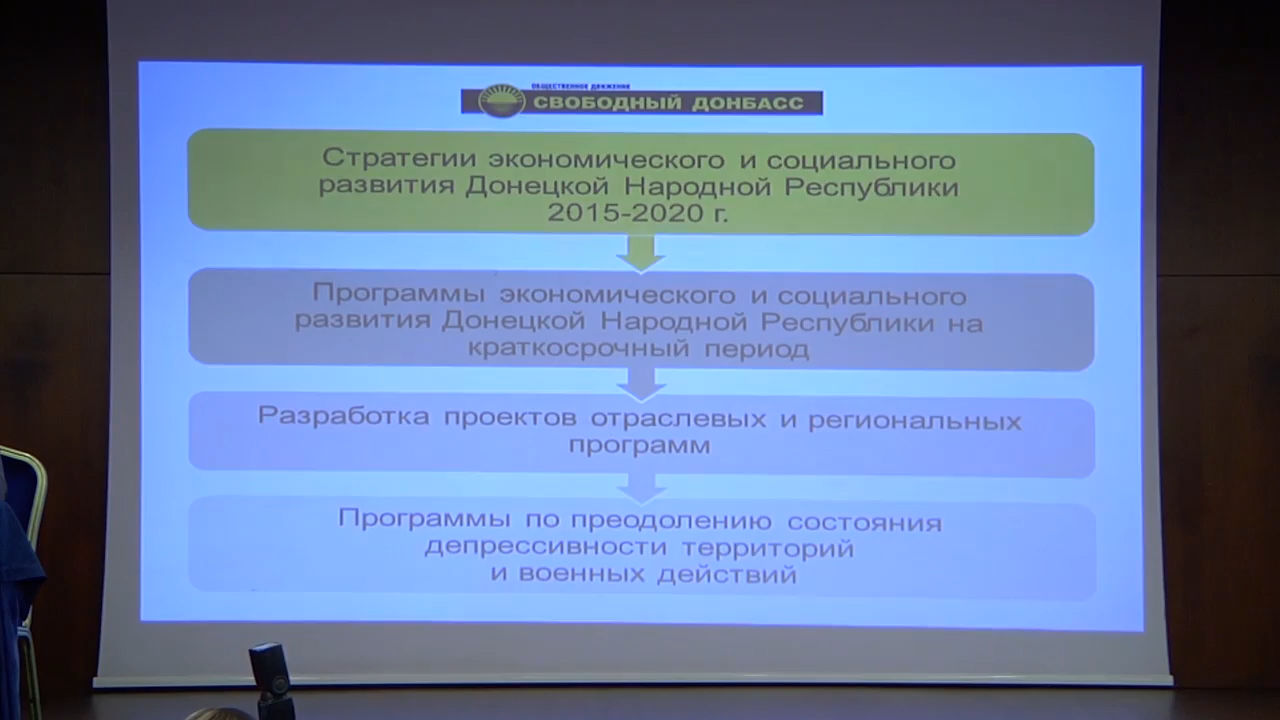 ОБЩЕСТВЕННОЕ ДВИЖЕНИЕ
СВОБОДНЫЙ ДОНБАСС
Стратегии экономического и социального
развития Донецкой Народной Республики
2015-2020 г.
Программы экономического и социального
развития Донецкой Народной Республики на
краткосрочный период
Разработка проектов отраслевых и региональных
программ
Программы по преодолению состояния
депрессивности территорий
и военных действий